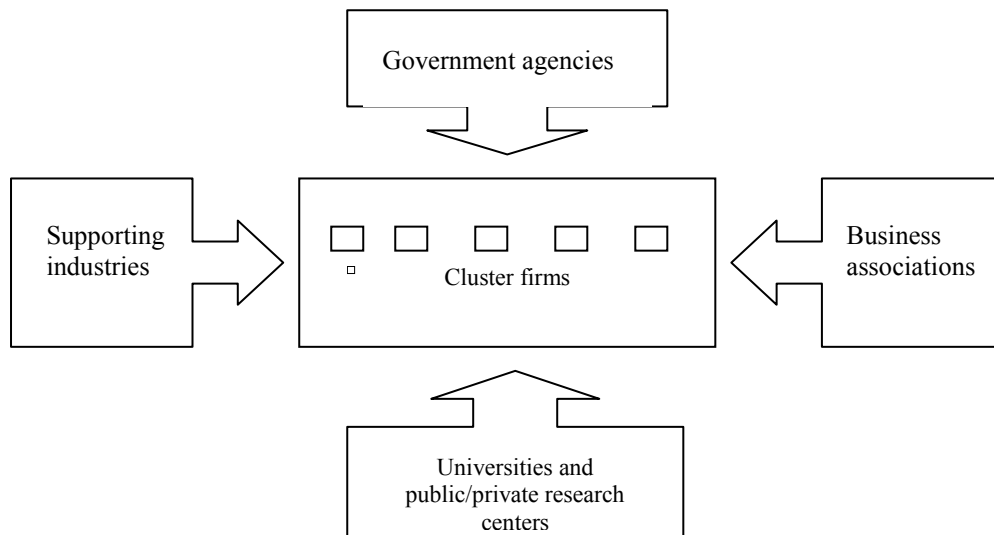 Government agencies
Supporting
industries
Cluster firms
Business
associations
Universities and
public/private research
centers